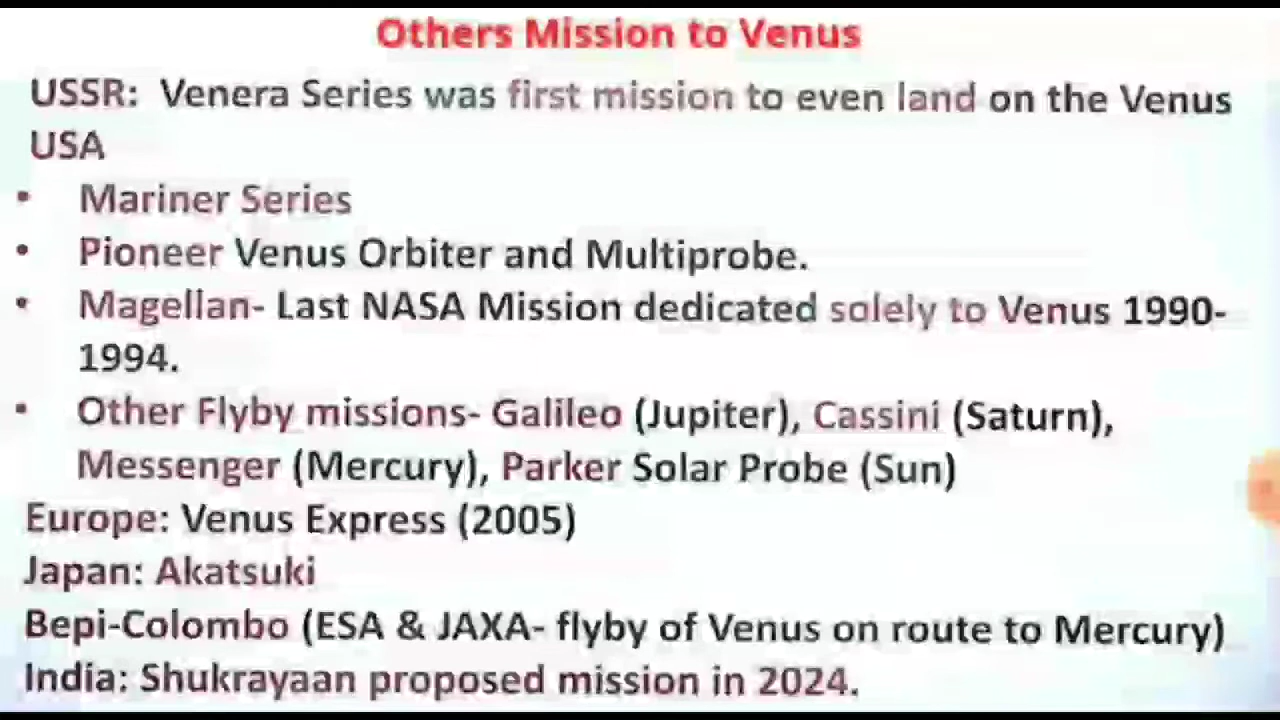 Others Mission to Venus
USSR: Venera Series was first mission to even land on the Venus
USA
• Mariner Series
• Pioneer Venus Orbiter and Multiprobe.
• Magellan- Last NASA Mission dedicated solely to Venus 1990-
1994.
• Other Flyby missions- Galileo (Jupiter), Cassini (Saturn),
Messenger (Mercury), Parker Solar Probe (Sun)
Europe: Venus Express (2005)
Japan: Akatsuki
Bepi-Colombo (ESA & JAXA- flyby of Venus on route to Mercury)
India: Shukrayaan proposed mission in 2024.